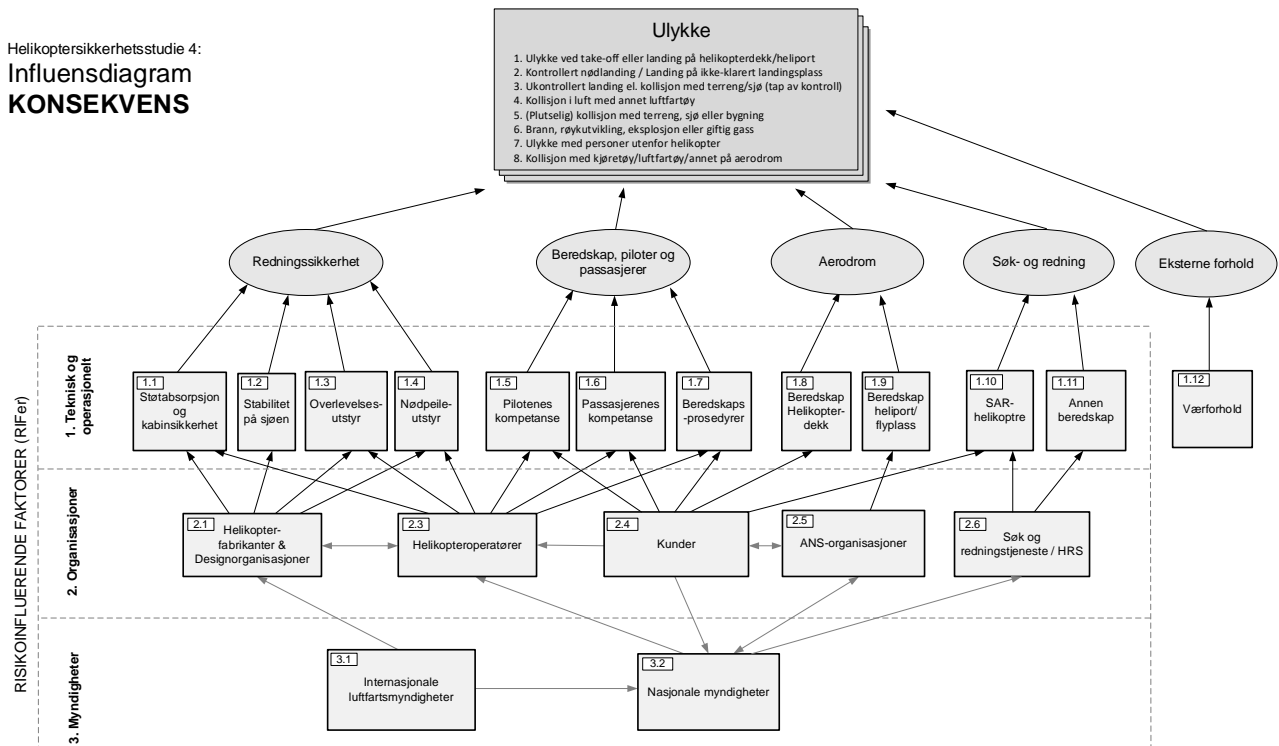 Helikoptersikkerhetsstudie 4:
Influensdiagram
KONSEKVENS
Ulykke
1. Ulykke ved take-off eller landing på helikopterdekk/heliport
2. Kontrollert nødlanding / Landing på ikke-klarert landingsplass
3. Ukontrollert landing el. kollisjon med terreng/sjø (tap av kontroll)
4. Kollisjon i luft med annet luftfartøy
5. (Plutselig) kollisjon med terreng, sjø eller bygning
6. Brann, røykutvikling, eksplosjon eller giftig gass
7. Ulykke med personer utenfor helikopter
8. Kollisjon med kjøretøy/luftfartøy/annet på aerodrom
Redningssikkerhet
Beredskap, piloter og
passasjerer
Aerodrom
Søk- og redning
Eksterne forhold
RISIKOINFLUERENDE FAKTORER (RIFer)
1. Teknisk og
operasjonelt
1.1
Støtabsorpsjon
og
kabinsikkerhet
1.2
Stabilitet
på sjøen
1.3
Overlevelses-
utstyr
1.4
Nødpeile-
utstyr
1.5
Pilotenes
kompetanse
1.6
Passasjerenes
kompetanse
1.7
Beredskaps
-prosedyrer
1.8
Beredskap
Helikopter-
dekk
1.9
Beredskap
heliport/
flyplass
1.10
SAR-
helikoptre
1.11
Annen
beredskap
1.12
Værforhold
2. Organisasjoner
2.1
Helikopter-
fabrikanter &
Designorganisasjoner
2.3
Helikopteroperatører
2.4
Kunder
2.5
ANS-organisasjoner
2.6
Søk og
redningstjeneste / HRS
3. Myndigheter
3.1
Internasjonale
luftfartsmyndigheter
3.2
Nasjonale myndigheter